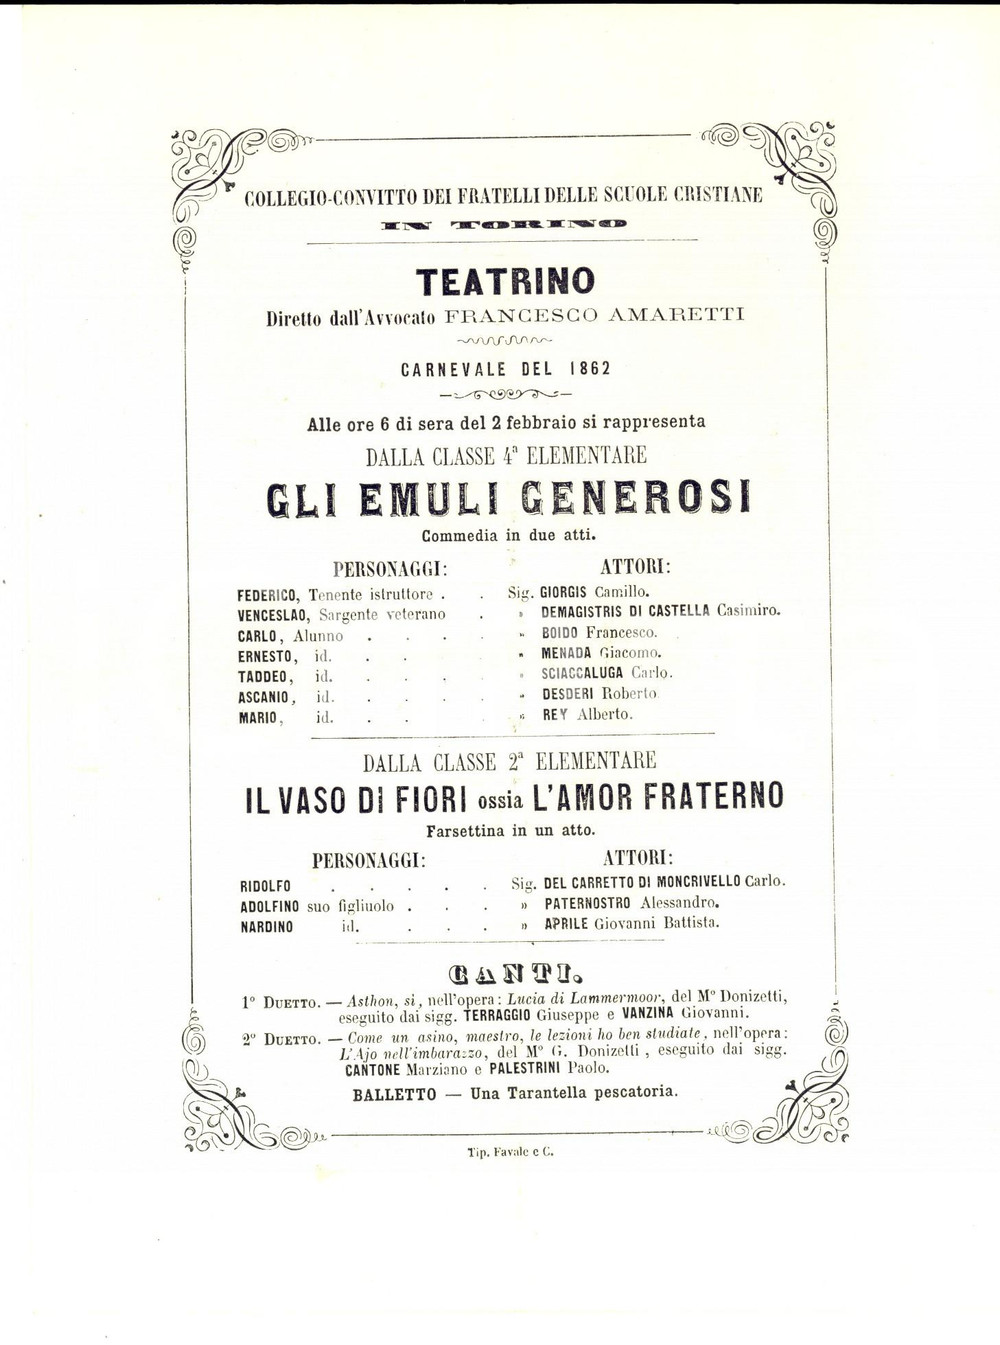 COLLEGIO-CONVITTO DEI FRATELLI DELLE SCUOLE CRISTIANE
IN TORINO
TEATRINO
Diretto dall'Avvocato FRANCESCO AMARETTI
CARNEVALE DEL 1862
Alle ore 6 di sera del 2 febbraio si rappresenta
DALLA CLASSE 4ª ELEMENTARE
GLI EMULI GENEROSI
Commedia in due atti.
PERSONAGGI: ATTORI:
FEDERICO, Tenente istruttore . . Sig. GIORGIS Camillo.
VENCESLAO, Sargente veterano . » DEMAGISTRIS DI CASTELLA Casimiro.
CARLO, Alunno . . . . » BOIDO Francesco.
ERNESTO, id. . . » MENADA Giacomo.
TADDEO, id. . . . . » SCIACCALUGA Carlo.
ASCANIO, id. . . . . » DESDERI Roberto
MARIO, id. . . » REY Alberto.
DALLA CLASSE 2ª ELEMENTARE
IL VASO DI FIORI ossia L'AMOR FRATERNO
Farsettina in un atto.
PERSONAGGI: ATTORI:
RIDOLFO . . . . . Sig. DEL CARRETTO DI MONCRIVELLO Carlo.
ADOLFINO suo figliuolo . . . » PATERNOSTRO Alessandro.
NARDINO id. . . . » APRILE Giovanni Battista.
CANTI.
1º DUETTO. — Asthon, si, nell'opera: Lucia di Lammermoor, del Mº Donizetti,
eseguito dai sigg. TERRAGGIO Giuseppe e VANZINA Giovanni.
2º DUETTO. — Come un asino, maestro, le lezioni ho ben studiate, nell'opera:
L'Ajo nell'imbarazzo, del Mº G. Donizetti, eseguito dai sigg.
CANTONE Marziano e PALESTRINI Paolo.
BALLETTO — Una Tarantella pescatoria.
Tip. Favale e C.